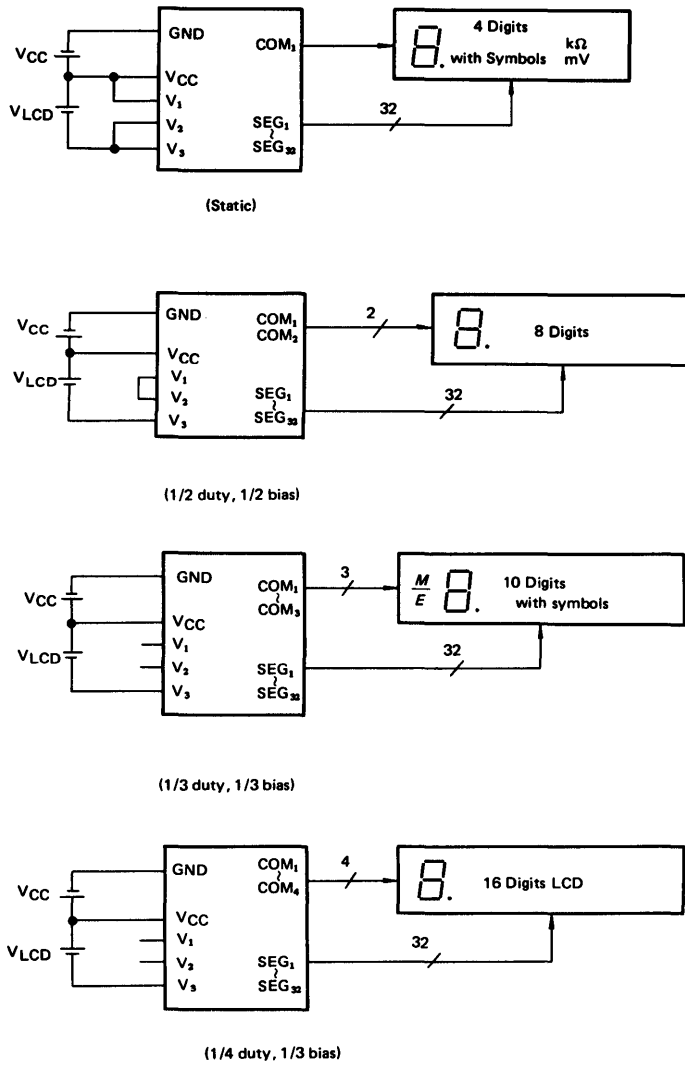 GND
COM₁
4 Digits
with Symbols
kΩ
mV
VCC
VCC
V₁
VLCD
V₂
V₃
SEG₁
~
SEG₃₂
32
(Static)
GND
COM₁
COM₂
2
8 Digits
VCC
VCC
V₁
VLCD
V₂
V₃
SEG₁
~
SEG₃₂
32
(1/2 duty, 1/2 bias)
GND
COM₁
~
COM₃
3
M
E
10 Digits
with symbols
VCC
VCC
V₁
VLCD
V₂
V₃
SEG₁
~
SEG₃₂
32
(1/3 duty, 1/3 bias)
GND
COM₁
~
COM₄
4
16 Digits LCD
VCC
VCC
V₁
VLCD
V₂
V₃
SEG₁
~
SEG₃₂
32
(1/4 duty, 1/3 bias)